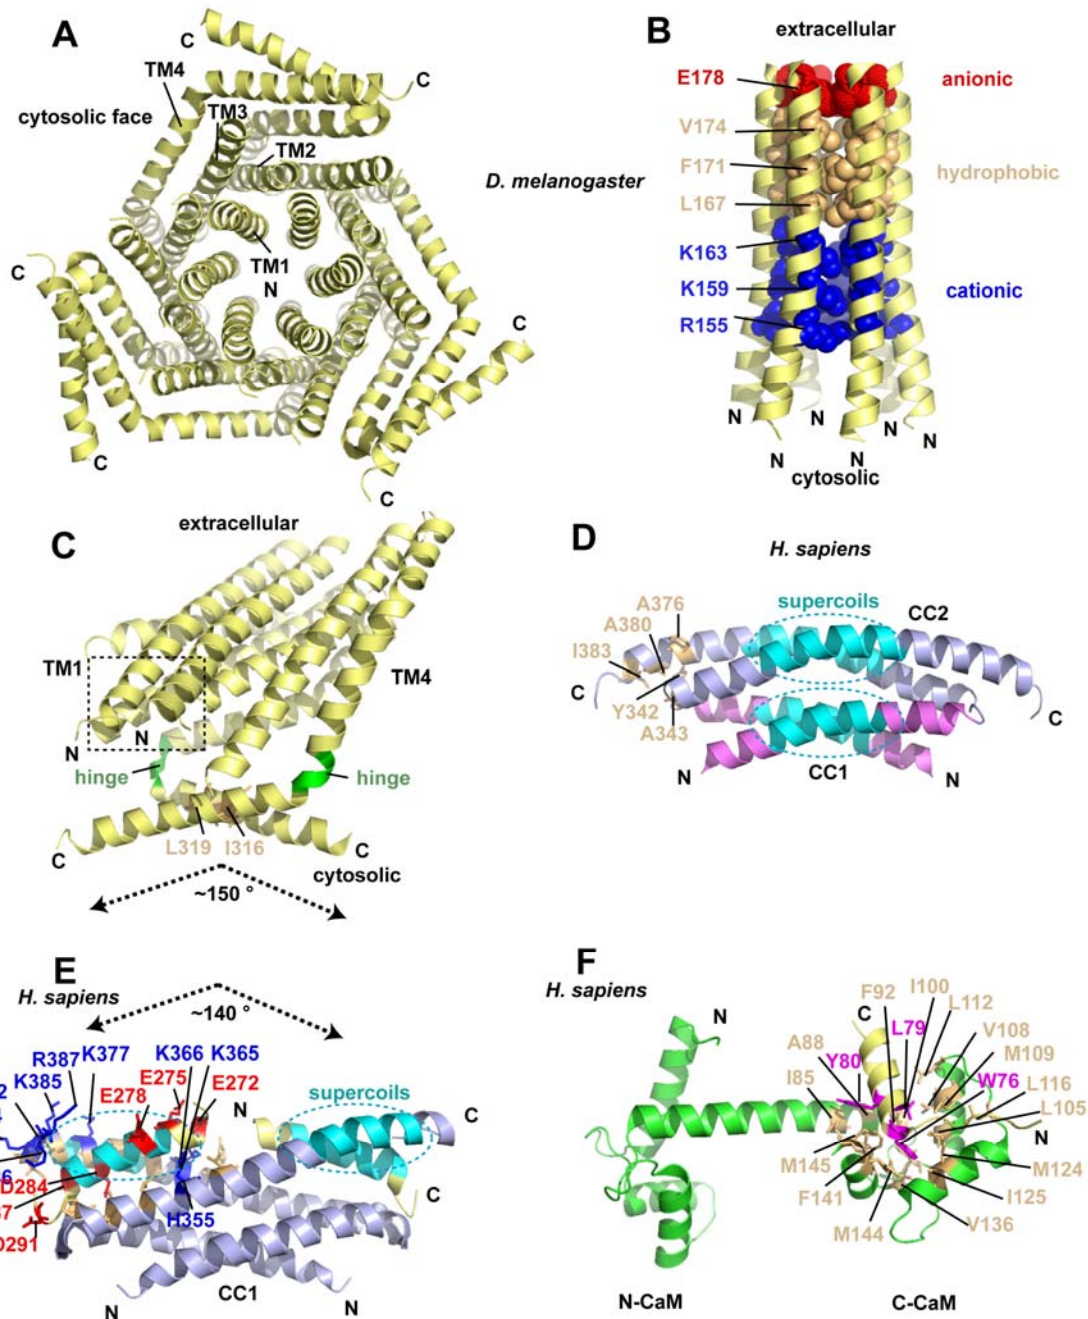 A
C
C
TM4
TM3
cytosolic face
TM2
TM1
N
C
C
C
C
B
extracellular
E178
anionic
V174
D. melanogaster
F171
hydrophobic
L167
K163
K159
cationic
R155
N
N
N
N
N
N
cytosolic
C
extracellular
TM1
TM4
N
N
hinge
hinge
C
L319
I316
C
cytosolic
~150 °
D
H. sapiens
A376
supercoils
CC2
A380
I383
C
Y342
A343
C
N
CC1
N
E
H. sapiens
~140 °
R387
K377
K366
K365
K385
E275
E272
E278
N
supercoils
C
D284
H355
C
CC1
N
N
F
H. sapiens
F92
I100
L112
N
C
L79
V108
A88
Y80
M109
I85
W76
L116
L105
N
M145
M124
F141
I125
M144
V136
N-CaM
C-CaM